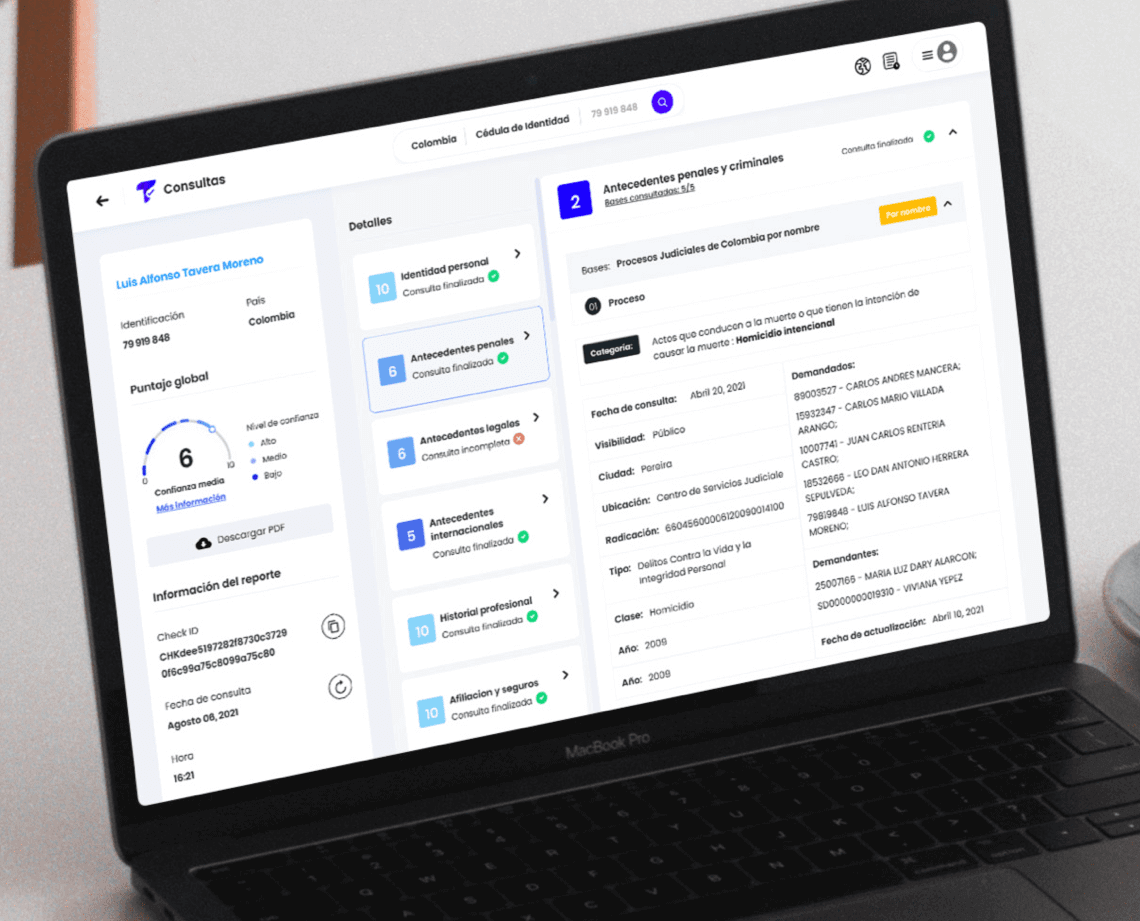 Colombia
Cédula de Identidad
79 919 848
Consultas
Luis Alfonso Tavera Moreno
Identificación
79 919 848
País
Colombia
Puntaje global
6
0
10
Confianza media
Más información
Nivel de confianza
Alto
Medio
Bajo
Descargar PDF
Información del reporte
Check ID
CHKdee5197282f8730c3729
0f6c99a75c8099a75c80
Fecha de consulta
Agosto 06, 2021
Hora
16:21
Detalles
10
Identidad personal
Consulta finalizada
6
Antecedentes penales
Consulta finalizada
6
Antecedentes legales
Consulta incompleta
5
Antecedentes
internacionales
Consulta finalizada
10
Historial profesional
Consulta finalizada
10
Afiliacion y seguros
Consulta finalizada
2
Antecedentes penales y criminales
Bases consultadas: 5/5
Consulta finalizada
Bases: Procesos Judiciales de Colombia por nombre
Por nombre
01 Proceso
Categoría:
Actos que conducen a la muerte o que tienen la intención de
causar la muerte : Homicidio intencional
Fecha de consulta: Abril 20, 2021
Visibilidad: Público
Ciudad: Pereira
Ubicación: Centro de Servicios Judiciale
Radicación: 66045600006120090014100
Tipo: Delitos Contra la Vida y la
Integridad Personal
Clase: Homicidio
Año: 2009
Año: 2009
Demandados:
89003527 - CARLOS ANDRES MANCERA;
15932347 - CARLOS MARIO VILLADA
ARANGO;
10007741 - JUAN CARLOS RENTERIA
CASTRO;
18532666 - LEO DAN ANTONIO HERRERA
SEPULVEDA;
79819848 - LUIS ALFONSO TAVERA
MORENO;
Demandantes:
25007166 - MARIA LUZ DARY ALARCON;
SD0000000019310 - VIVIANA YEPEZ
Fecha de actualización: Abril 10, 2021
MacBook Pro